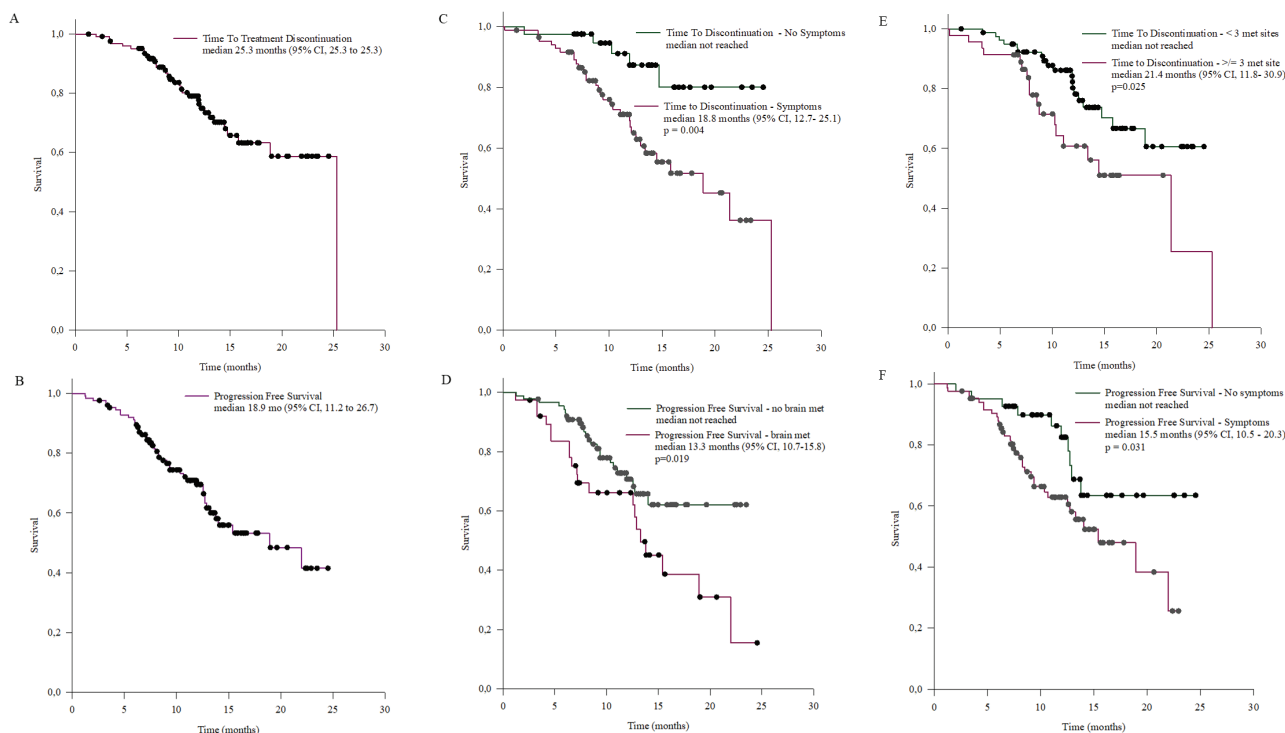 A
Time To Treatment Discontinuation
median 25.3 months (95% CI, 25.3 to 25.3)
1,0
0,8
0,6
0,4
0,2
0,0
Survival
0
5
10
15
20
25
30
Time (months)
B
Progression Free Survival
median 18.9 mo (95% CI, 11.2 to 26.7)
1,0
0,8
0,6
0,4
0,2
0,0
Survival
0
5
10
15
20
25
30
Time (months)
C
Time To Discontinuation - No Symptoms
median not reached
Time to Discontinuation - Symptoms
median 18.8 months (95% CI, 12.7- 25.1)
p = 0.004
1,0
0,8
0,6
0,4
0,2
0,0
Survival
0
5
10
15
20
25
30
Time (months)
D
Progression Free Survival - no brain met
median not reached
Progression Free Survival - brain met
median 13.3 months (95% CI, 10.7-15.8)
p=0.019
1,0
0,8
0,6
0,4
0,2
0,0
Survival
0
5
10
15
20
25
30
Time (months)
E
Time To Discontinuation - < 3 met sites
median not reached
Time to Discontinuation - >/= 3 met site
median 21.4 months (95% CI, 11.8- 30.9)
p=0.025
1,0
0,8
0,6
0,4
0,2
0,0
Survival
0
5
10
15
20
25
30
Time (months)
F
Progression Free Survival - No symptoms
median not reached
Progression Free Survival - Symptoms
median 15.5 months (95% CI, 10.5 - 20.3)
p = 0.031
1,0
0,8
0,6
0,4
0,2
0,0
Survival
0
5
10
15
20
25
30
Time (months)